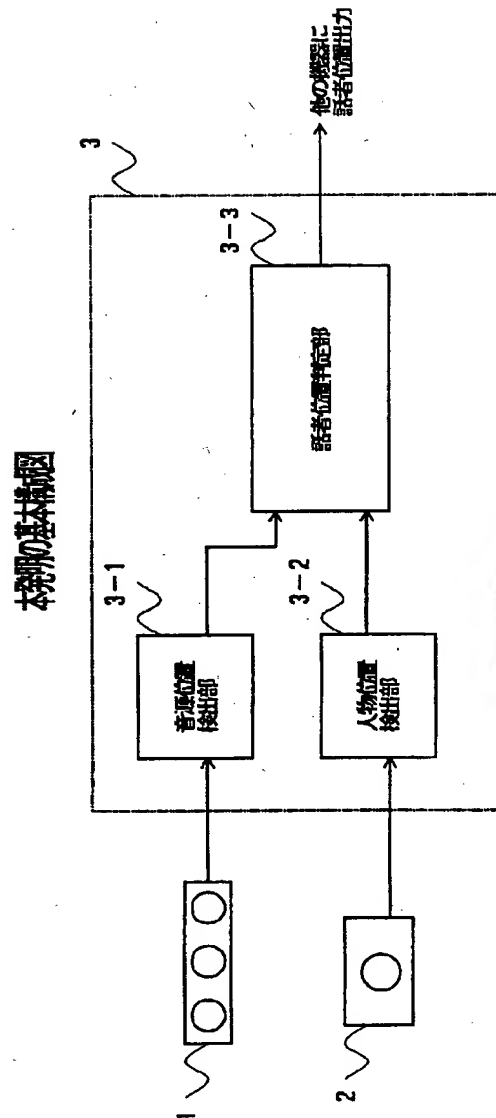 本発明の基本構成図
3
3-1
音源位置
検出部
3-2
人物位置
検出部
3-3
話者位置判定部
他の機器に
話者位置出力
1
2